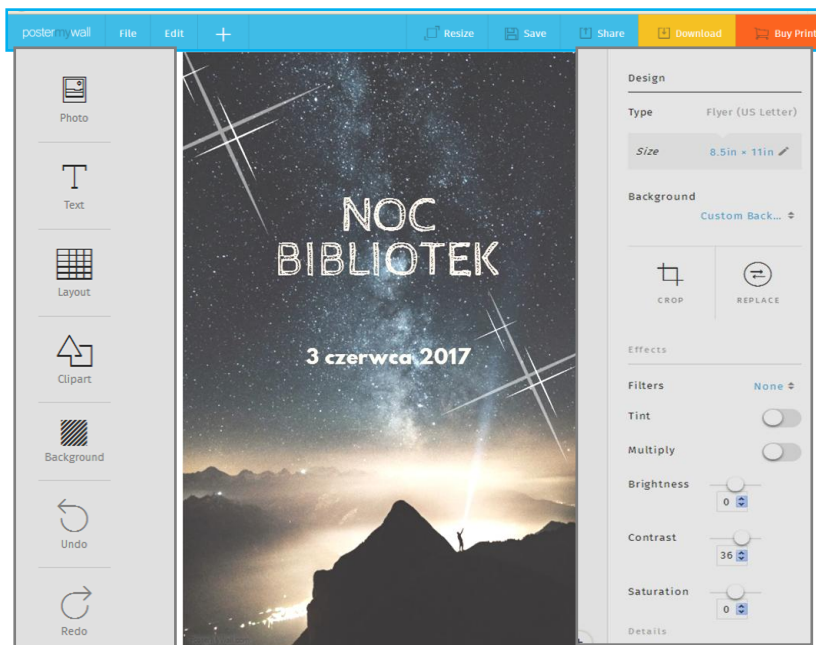 postermywall File Edit + Resize Save Share Download Buy Print
Photo
Text
Layout
Clipart
Background
Undo
Redo
NOC
BIBLIOTEK
3 czerwca 2017
Design
Type Flyer (US Letter)
Size 8.5in × 11in
Background
Custom Back...
CROP REPLACE
Effects
Filters None
Tint
Multiply
Brightness
0
Contrast
36
Saturation
0
Details